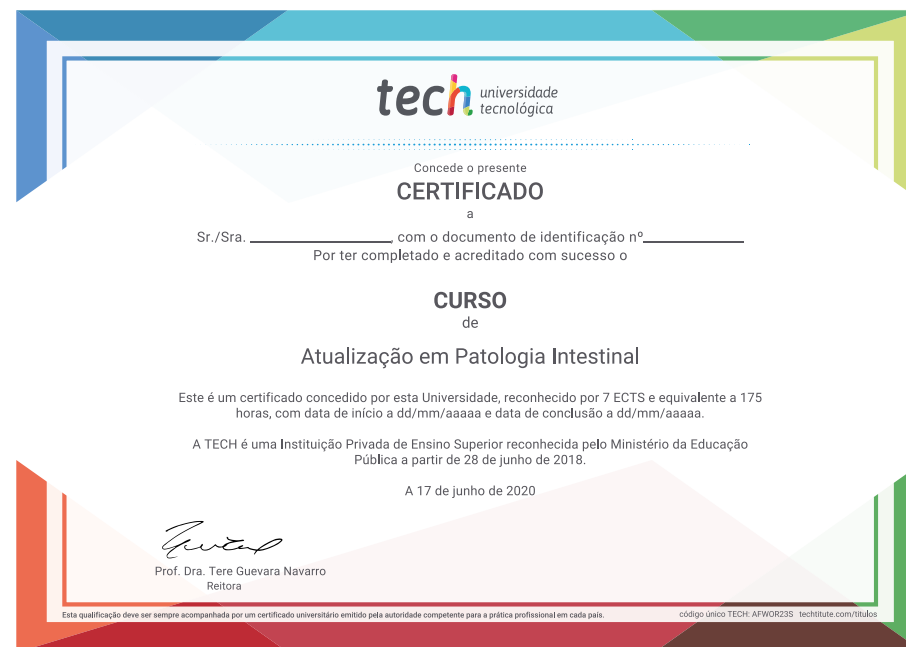 tech universidade
tecnológica
Concede o presente
CERTIFICADO
a
Sr./Sra. ________________, com o documento de identificação nº____________
Por ter completado e acreditado com sucesso o
CURSO
de
Atualização em Patologia Intestinal
Este é um certificado concedido por esta Universidade, reconhecido por 7 ECTS e equivalente a 175
horas, com data de início a dd/mm/aaaaa e data de conclusão a dd/mm/aaaaa.
A TECH é uma Instituição Privada de Ensino Superior reconhecida pelo Ministério da Educação
Pública a partir de 28 de junho de 2018.
A 17 de junho de 2020
Prof. Dra. Tere Guevara Navarro
Reitora
Esta qualificação deve ser sempre acompanhada por um certificado universitário emitido pela autoridade competente para a prática profissional em cada país.
código único TECH: AFWOR23S techtitute.com/titulos